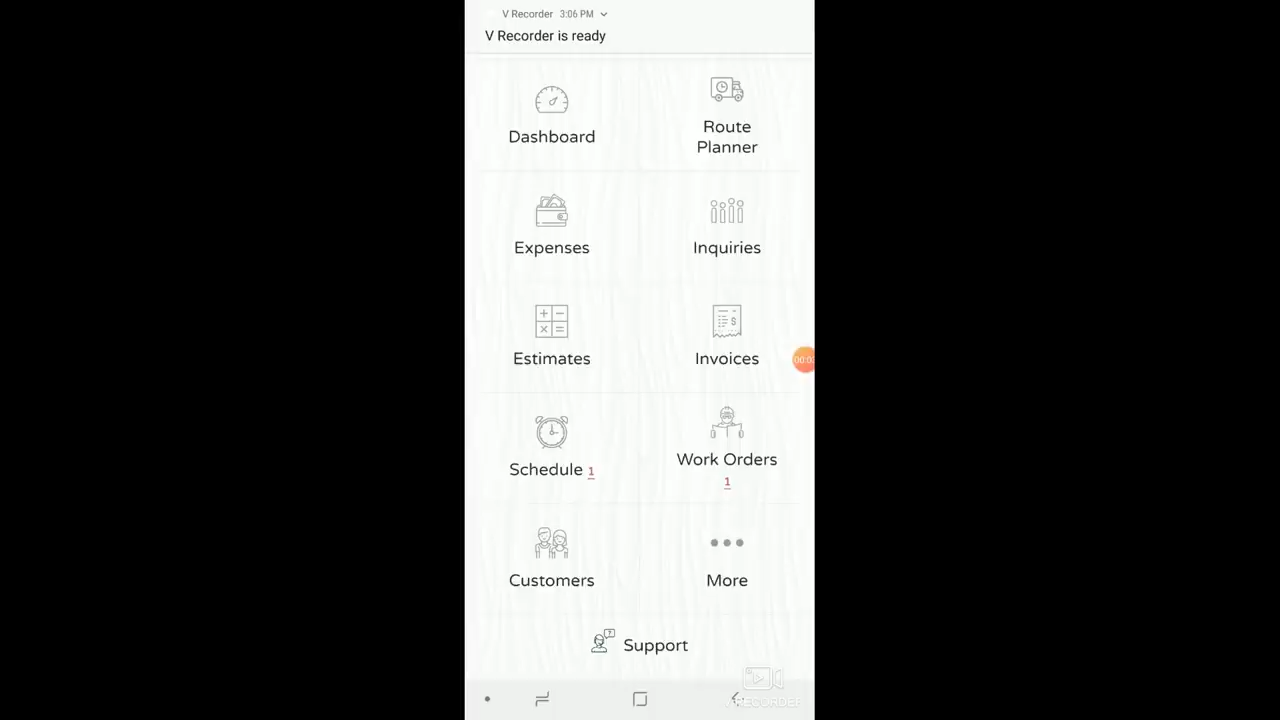 V Recorder 3:06 PM
V Recorder is ready
Dashboard
Route
Planner
Expenses
Inquiries
Estimates
Invoices
Schedule 1
Work Orders
1
Customers
More
Support